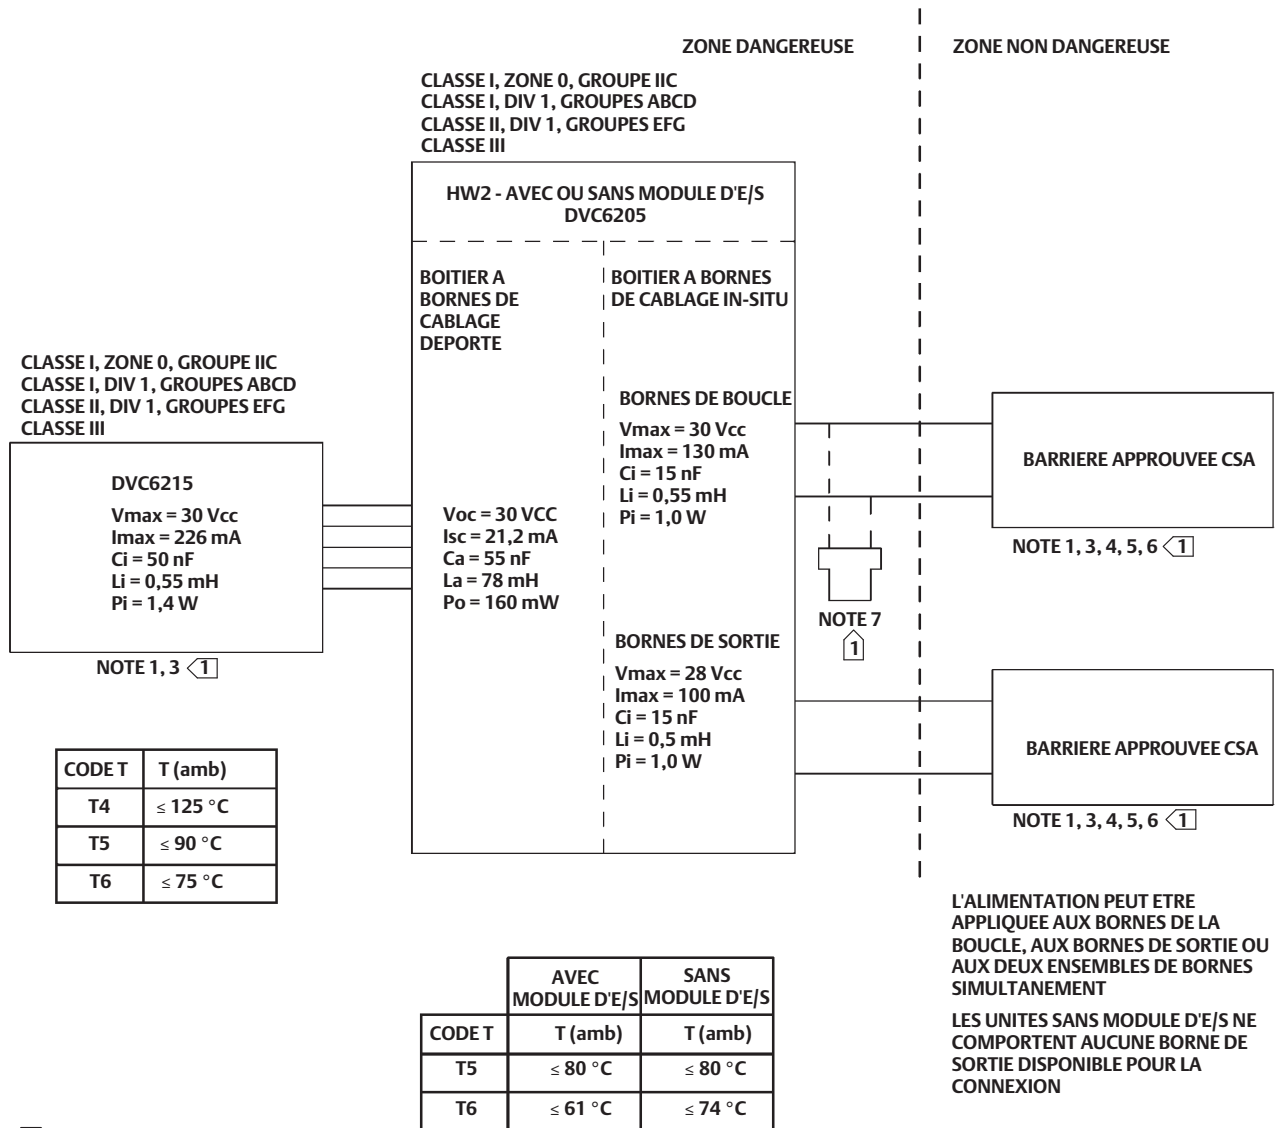 ZONE DANGEREUSE
ZONE NON DANGEREUSE
CLASSE I, ZONE 0, GROUPE IIC
CLASSE I, DIV 1, GROUPES ABCD
CLASSE II, DIV 1, GROUPES EFG
CLASSE III
HW2 - AVEC OU SANS MODULE D'E/S
DVC6205
BOITIER A
BORNES DE
CABLAGE
DEPORTE
BOITIER A BORNES
DE CABLAGE IN-SITU
CLASSE I, ZONE 0, GROUPE IIC
CLASSE I, DIV 1, GROUPES ABCD
CLASSE II, DIV 1, GROUPES EFG
CLASSE III
DVC6215
Vmax = 30 Vcc
Imax = 226 mA
Ci = 50 nF
Li = 0,55 mH
Pi = 1,4 W
NOTE 1, 3 1
Voc = 30 VCC
Isc = 21,2 mA
Ca = 55 nF
La = 78 mH
Po = 160 mW
BORNES DE BOUCLE
Vmax = 30 Vcc
Imax = 130 mA
Ci = 15 nF
Li = 0,55 mH
Pi = 1,0 W
BORNES DE SORTIE
Vmax = 28 Vcc
Imax = 100 mA
Ci = 15 nF
Li = 0,5 mH
Pi = 1,0 W
NOTE 7
1
BARRIERE APPROUVEE CSA
NOTE 1, 3, 4, 5, 6 1
BARRIERE APPROUVEE CSA
NOTE 1, 3, 4, 5, 6 1
CODE T T (amb)
T4 ≤ 125 °C
T5 ≤ 90 °C
T6 ≤ 75 °C
L'ALIMENTATION PEUT ETRE
APPLIQUEE AUX BORNES DE LA
BOUCLE, AUX BORNES DE SORTIE OU
AUX DEUX ENSEMBLES DE BORNES
SIMULTANEMENT
LES UNITES SANS MODULE D'E/S NE
COMPORTENT AUCUNE BORNE DE
SORTIE DISPONIBLE POUR LA
CONNEXION
AVEC
MODULE D'E/S
SANS
MODULE D'E/S
CODE T T (amb) T (amb)
T5 ≤ 80 °C ≤ 80 °C
T6 ≤ 61 °C ≤ 74 °C